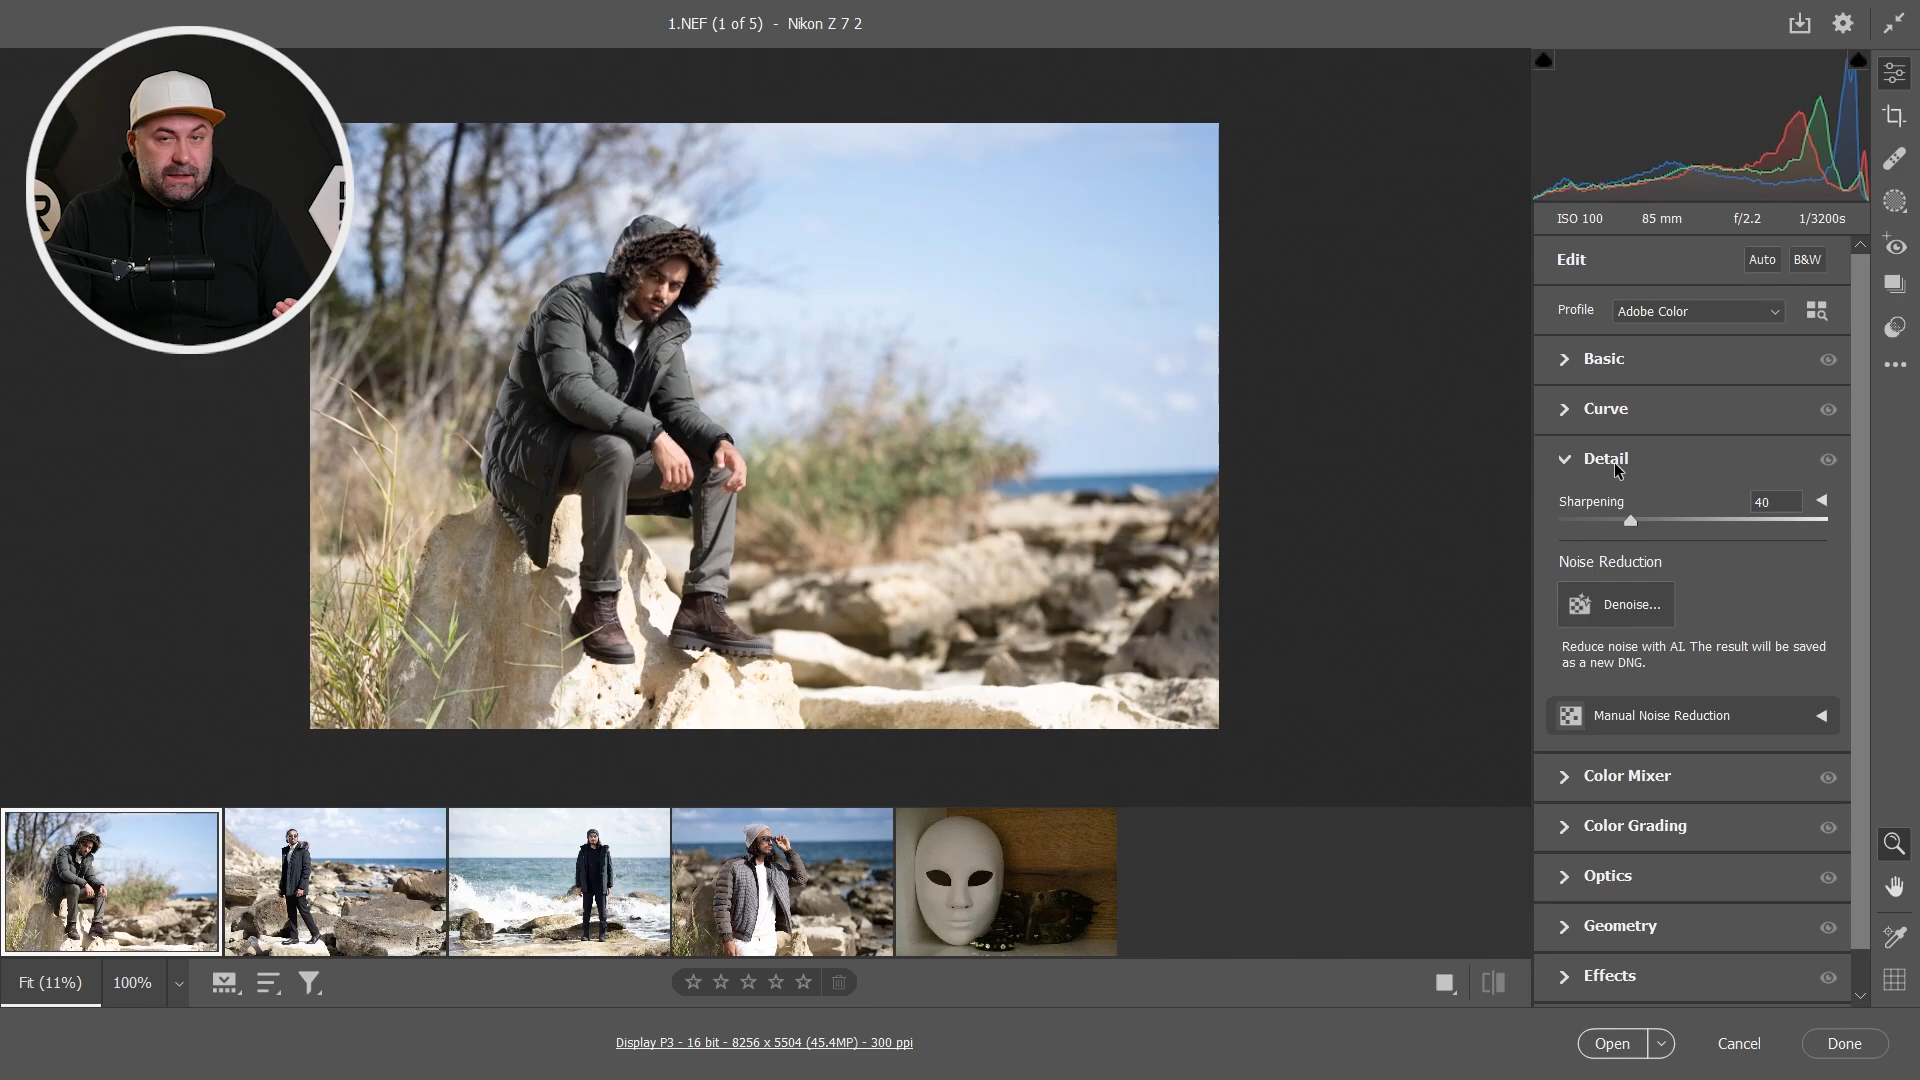 1.NEF (1 of 5)  -  Nikon Z 7 2
R
ISO 100 85 mm f/2.2 1/3200s
Edit Auto B&W
Profile Adobe Color
Basic
Curve
Detail
Sharpening 40
Noise Reduction
Denoise...
Reduce noise with AI. The result will be saved
as a new DNG.
Manual Noise Reduction
Color Mixer
Color Grading
Optics
Geometry
Effects
Fit (11%) 100%
Display P3 - 16 bit - 8256 x 5504 (45.4MP) - 300 ppi
Open Cancel Done